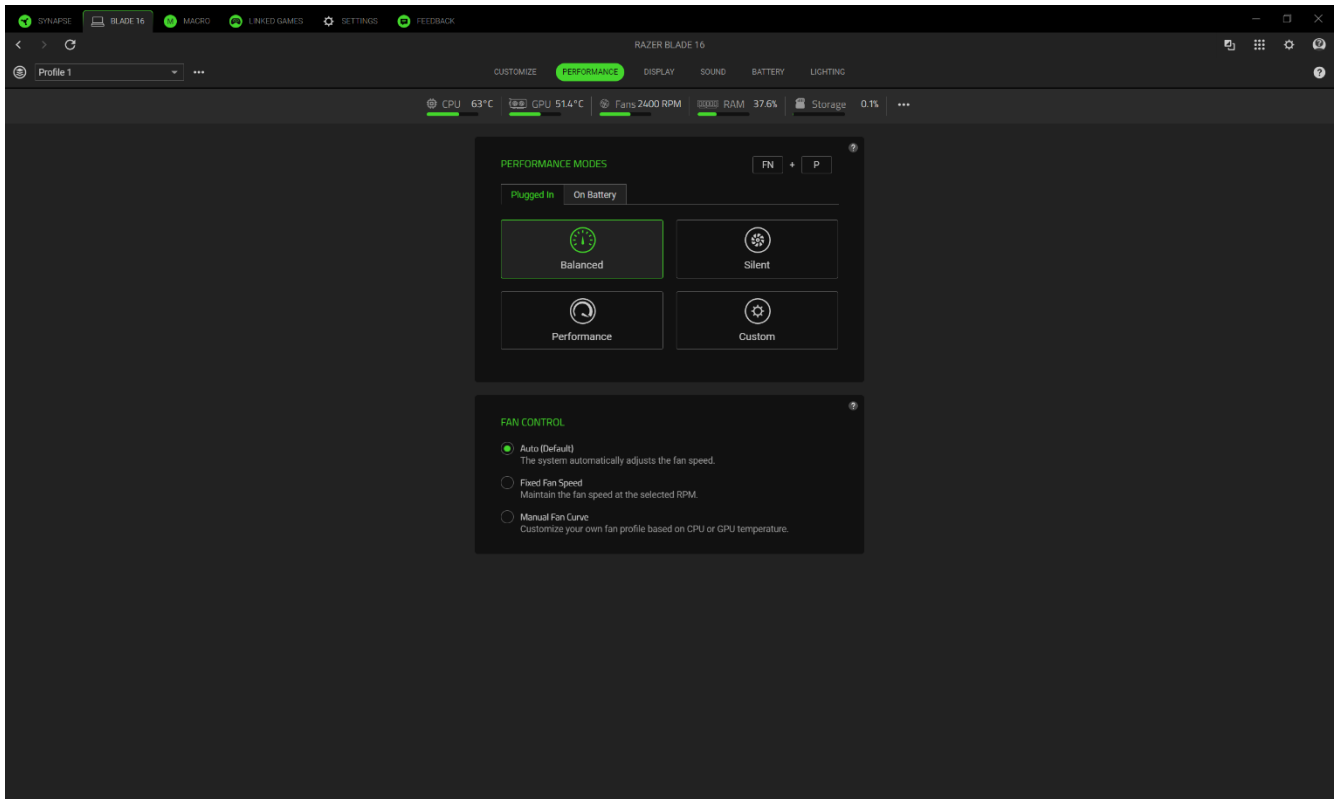 SYNAPSE BLADE 16 MACRO LINKED GAMES SETTINGS FEEDBACK
RAZER BLADE 16
Profile 1 CUSTOMIZE PERFORMANCE DISPLAY SOUND BATTERY LIGHTING
CPU 63°C GPU 51.4°C Fans 2400 RPM RAM 37.6% Storage 0.1%
PERFORMANCE MODES FN + P
Plugged In On Battery
Balanced Silent
Performance Custom
FAN CONTROL
Auto (Default)
The system automatically adjusts the fan speed.
Fixed Fan Speed
Maintain the fan speed at the selected RPM.
Manual Fan Curve
Customize your own fan profile based on CPU or GPU temperature.